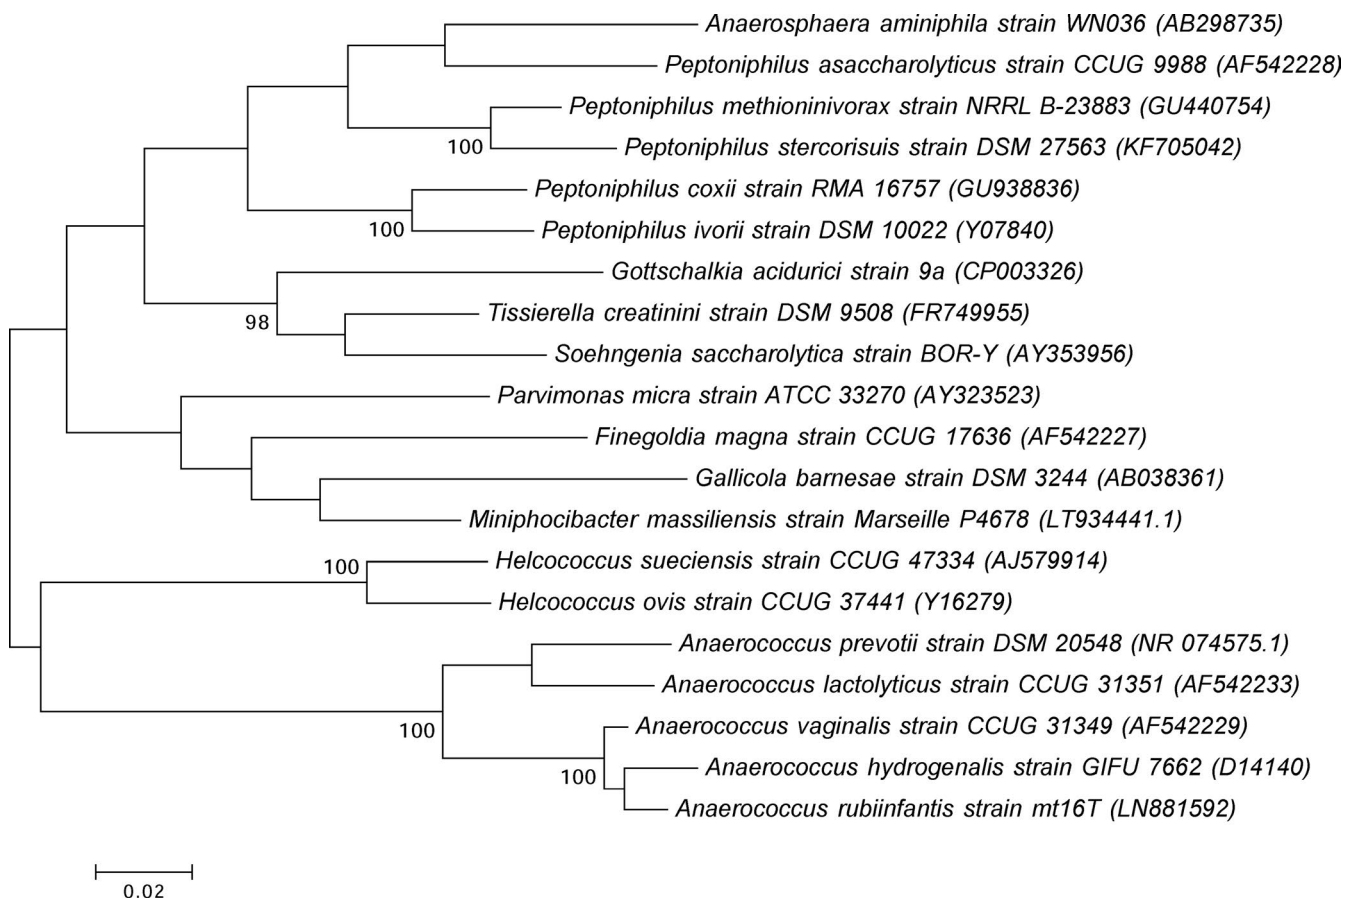 Anaerosphaera aminiphila strain WN036 (AB298735)
Peptoniphilus asaccharolyticus strain CCUG 9988 (AF542228)
Peptoniphilus methioninivorax strain NRRL B-23883 (GU440754)
100
Peptoniphilus stercorisuis strain DSM 27563 (KF705042)
Peptoniphilus coxii strain RMA 16757 (GU938836)
100
Peptoniphilus ivorii strain DSM 10022 (Y07840)
Gottschalkia acidurici strain 9a (CP003326)
Tissierella creatinini strain DSM 9508 (FR749955)
98
Soehngenia saccharolytica strain BOR-Y (AY353956)
Parvimonas micra strain ATCC 33270 (AY323523)
Finegoldia magna strain CCUG 17636 (AF542227)
Gallicola barnesae strain DSM 3244 (AB038361)
Miniphocibacter massiliensis strain Marseille P4678 (LT934441.1)
Helcococcus sueciensis strain CCUG 47334 (AJ579914)
100
Helcococcus ovis strain CCUG 37441 (Y16279)
Anaerococcus prevotii strain DSM 20548 (NR 074575.1)
Anaerococcus lactolyticus strain CCUG 31351 (AF542233)
Anaerococcus vaginalis strain CCUG 31349 (AF542229)
100
Anaerococcus hydrogenalis strain GIFU 7662 (D14140)
100
Anaerococcus rubiinfantis strain mt16T (LN881592)
0.02